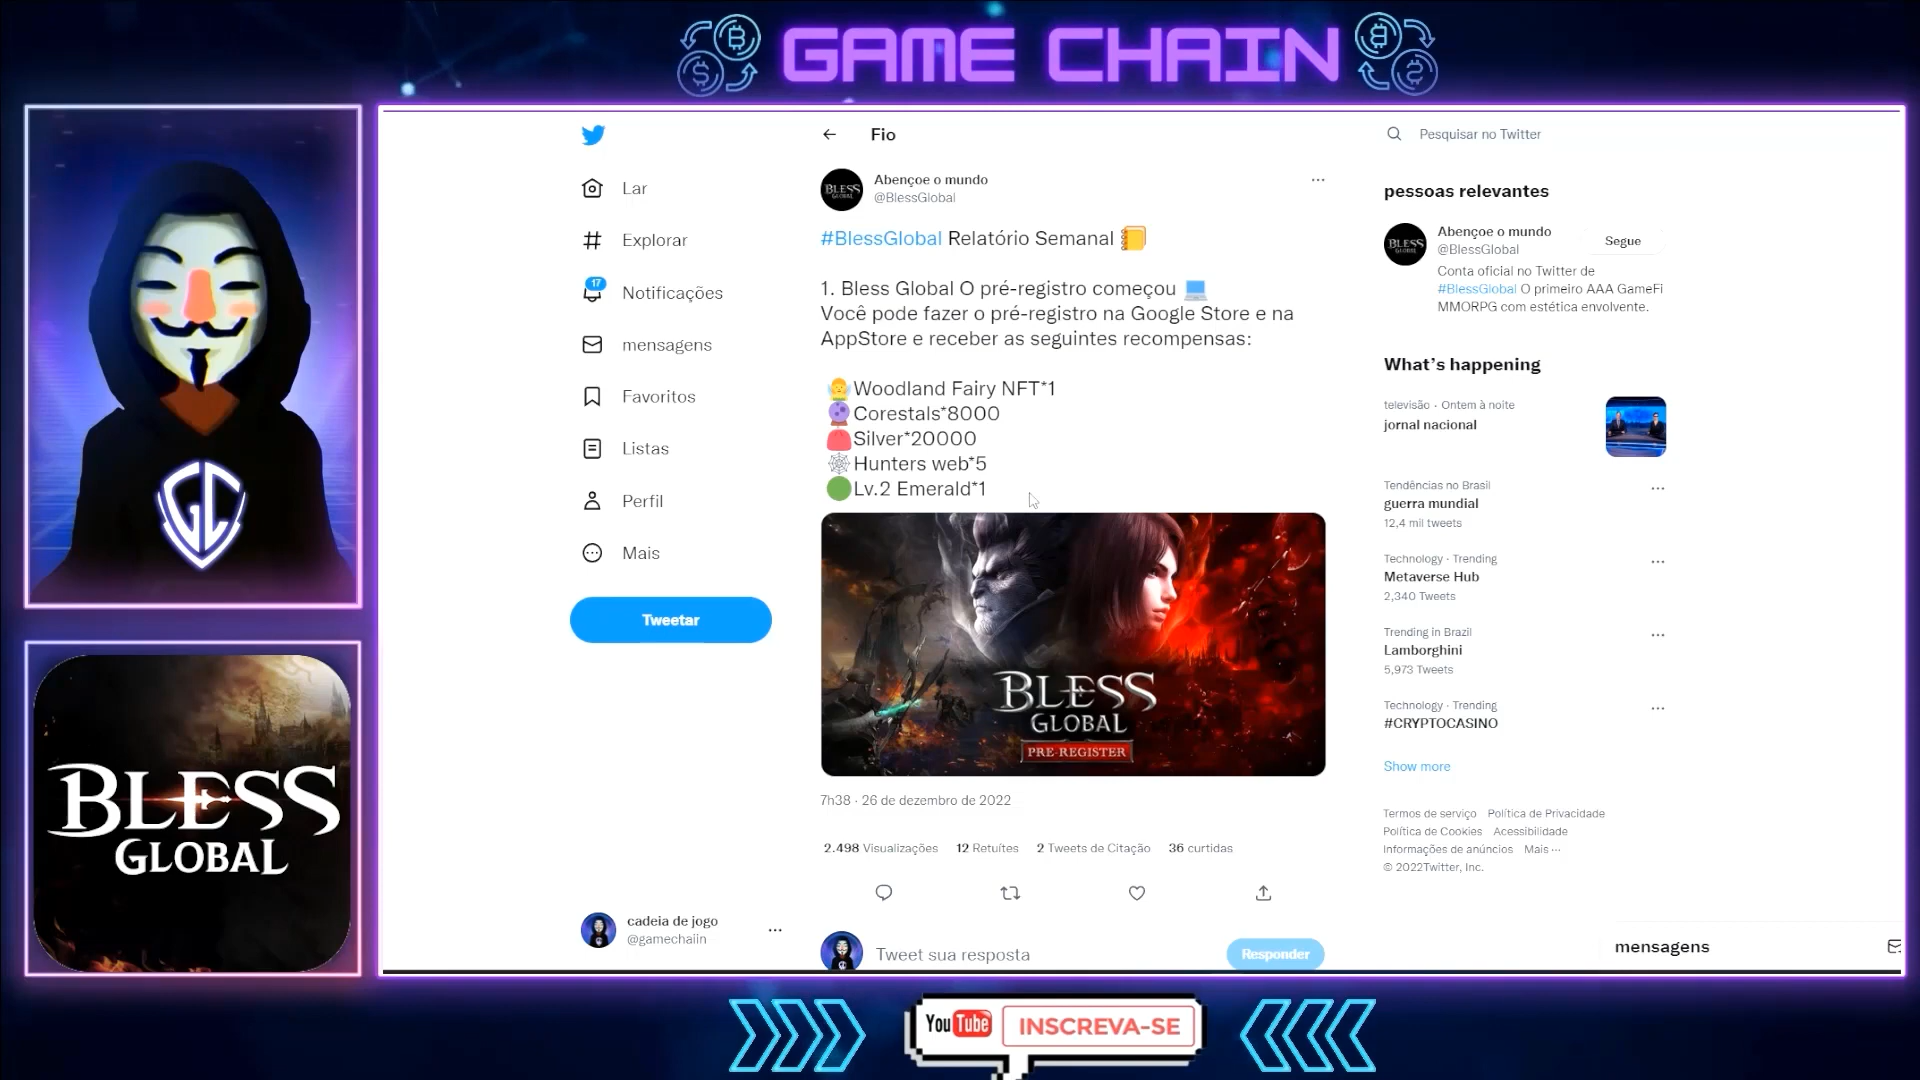 GAME CHAIN
GC
BLESS
GLOBAL
Lar
Explorar
17
Notificações
mensagens
Favoritos
Listas
Perfil
Mais
Tweetar
cadeia de jogo
@gamechaiin
Fio
BLESS
GLOBAL
Abençoe o mundo
@BlessGlobal
#BlessGlobal Relatório Semanal
1. Bless Global O pré-registro começou
Você pode fazer o pré-registro na Google Store e na
AppStore e receber as seguintes recompensas:
Woodland Fairy NFT*1
Corestals*8000
Silver*20000
Hunters web*5
Lv.2 Emerald*1
BLESS
GLOBAL
PRE-REGISTER
7h38 · 26 de dezembro de 2022
2.498 Visualizações 12 Retuítes 2 Tweets de Citação 36 curtidas
Tweet sua resposta
Responder
Pesquisar no Twitter
pessoas relevantes
BLESS
GLOBAL
Abençoe o mundo
@BlessGlobal
Segue
Conta oficial no Twitter de
#BlessGlobal O primeiro AAA GameFi
MMORPG com estética envolvente.
What's happening
televisão · Ontem à noite
jornal nacional
Tendências no Brasil
guerra mundial
12,4 mil tweets
Technology · Trending
Metaverse Hub
2,340 Tweets
Trending in Brazil
Lamborghini
5,973 Tweets
Technology · Trending
#CRYPTOCASINO
Show more
Termos de serviço Política de Privacidade
Política de Cookies Acessibilidade
Informações de anúncios Mais ···
© 2022Twitter, Inc.
mensagens
YouTube INSCREVA-SE